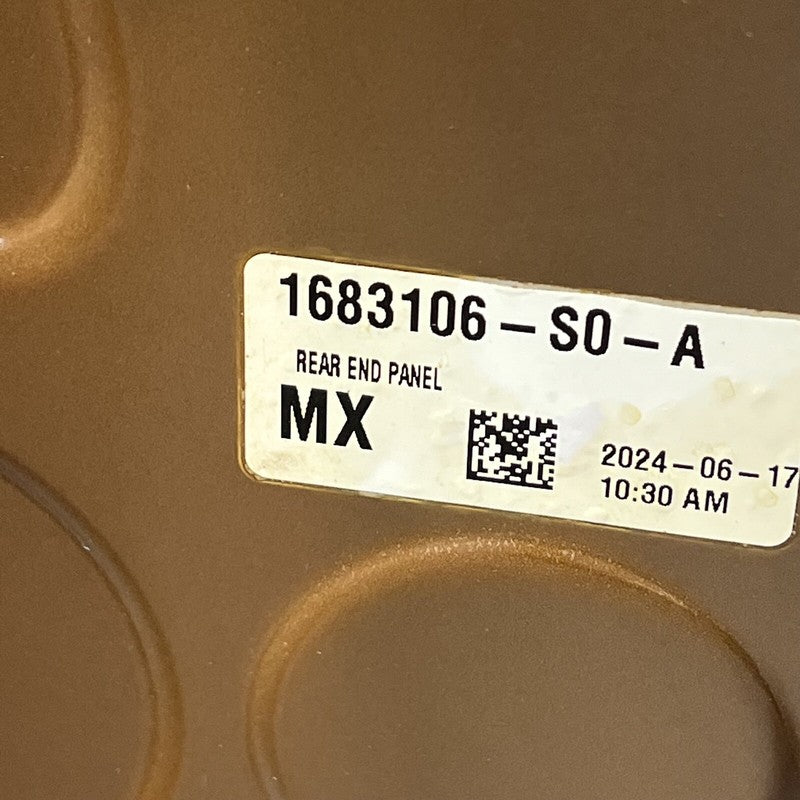 1683106-S0-A
REAR END PANEL
MX
2024-06-17
10:30 AM